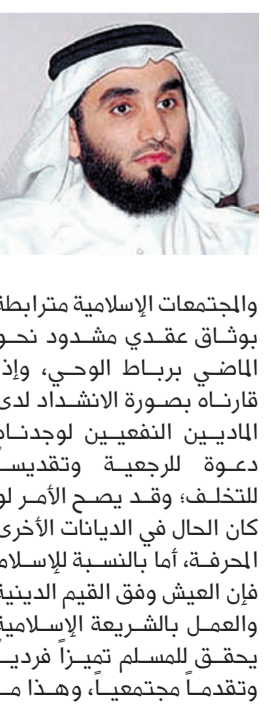 والمجتمعات الإسلامية مترابطة
بوثاق عقدي مشدود نحو
الماضي برباط الوحي، وإذ
قارناه بصورة الانشداد لدى
الماديين النفعيين لوجدناه
دعوة للرجعية وتقديساً
للتخلف؛ وقد يصح الأمر لو
كان الحال في الديانات الأخرى
المحرفة، أما بالنسبة للإسلام
فإن العيش وفق القيم الدينية
والعمل بالشريعة الإسلامية
يحقق للمسلم تميزاً فردياً
وتقدماً مجتمعياً، وهذا مـ